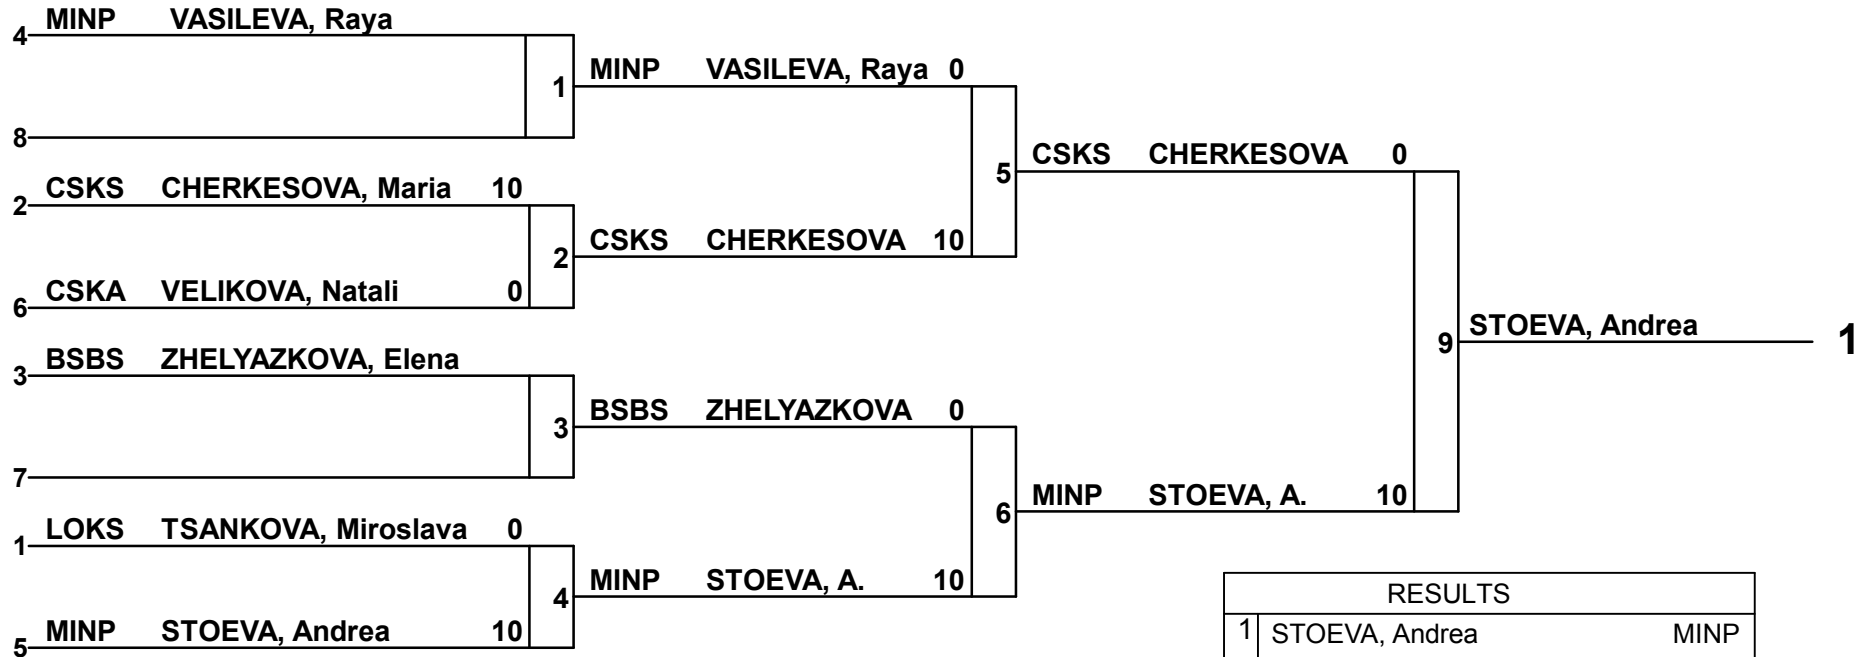 4 MINP VASILEVA, Raya
1
8
MINP VASILEVA, Raya 0
2 CSKS CHERKESOVA, Maria 10
2
6 CSKA VELIKOVA, Natali 0
CSKS CHERKESOVA 10
5
CSKS CHERKESOVA 0
3 BSBS ZHELYAZKOVA, Elena
3
7
BSBS ZHELYAZKOVA 0
1 LOKS TSANKOVA, Miroslava 0
4
5 MINP STOEVA, Andrea 10
MINP STOEVA, A. 10
6
MINP STOEVA, A. 10
9
STOEVA, Andrea 1
RESULTS
1 STOEVA, Andrea MINP